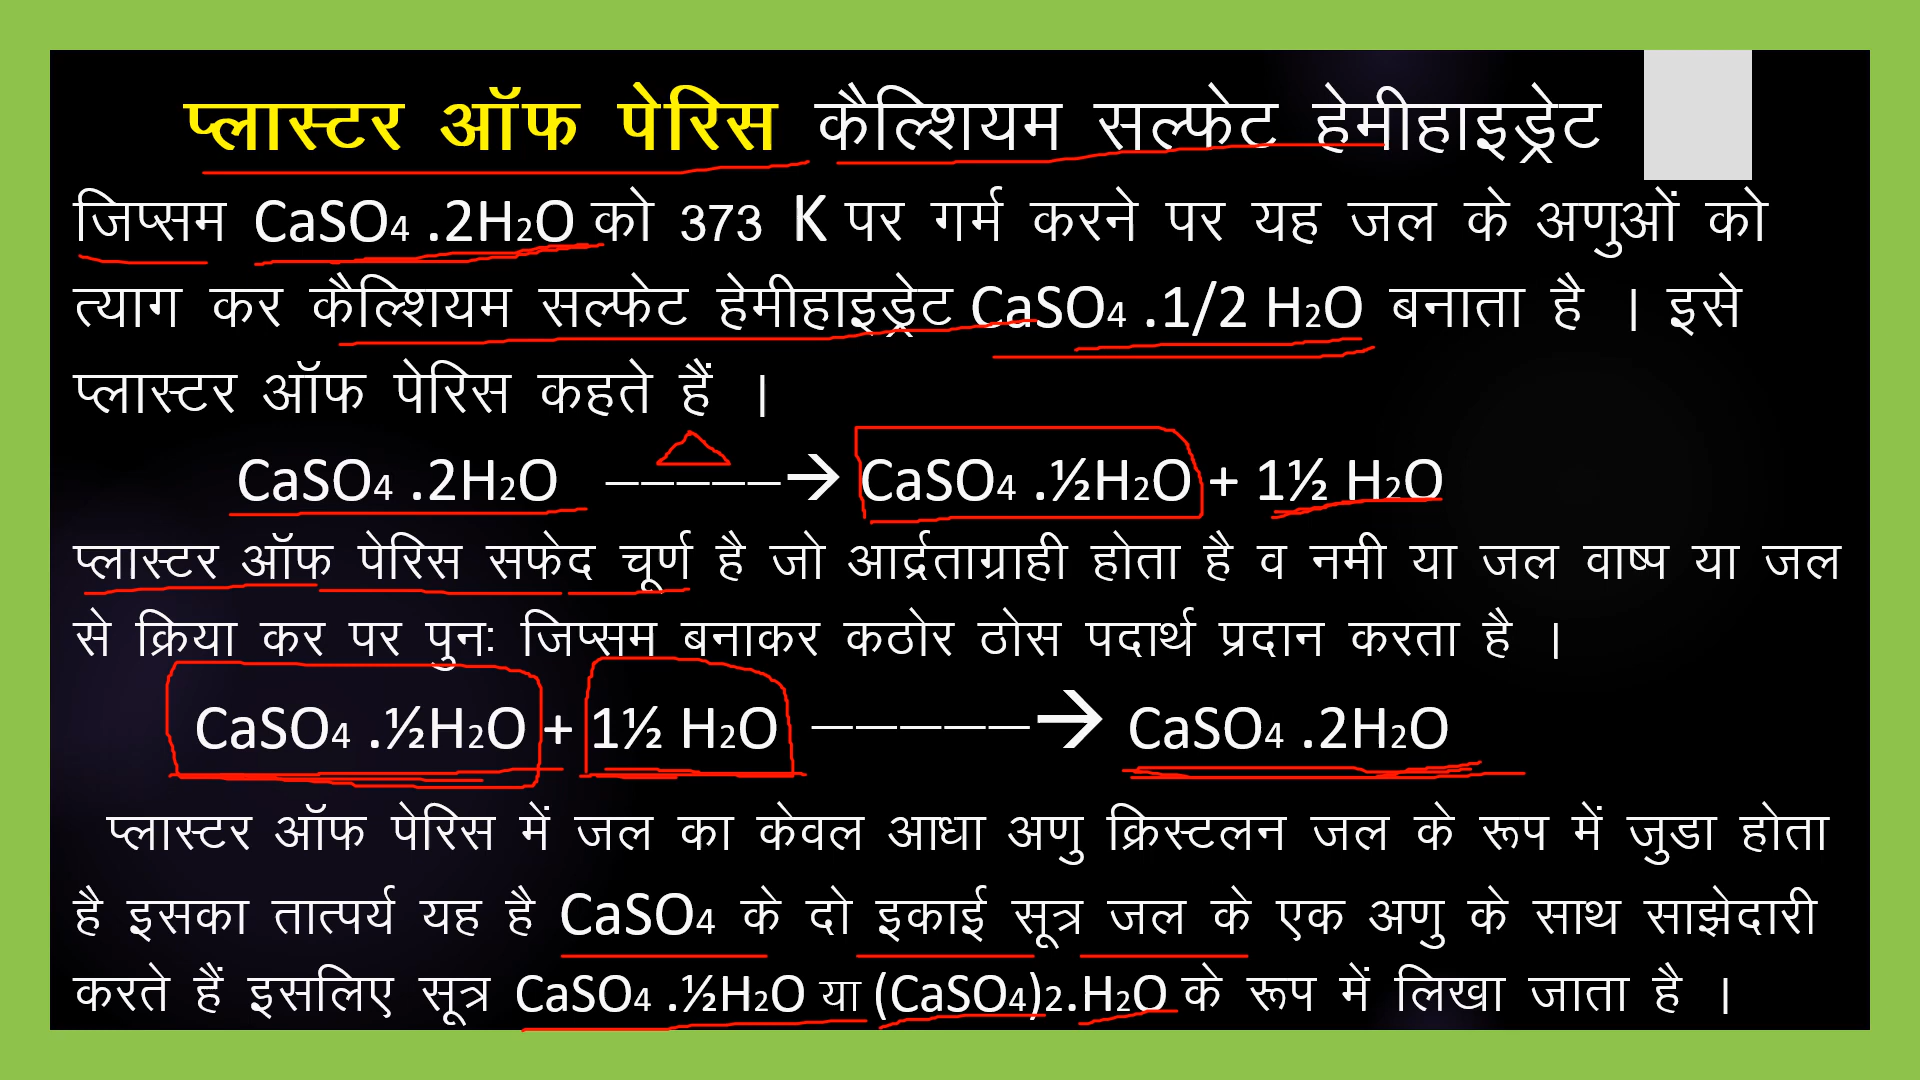 प्लास्टर ऑफ पेरिस कैल्शियम सल्फेट हेमीहाइड्रेट
जिप्सम CaSO4 .2H2O को 373 K पर गर्म करने पर यह जल के अणुओं को
त्याग कर कैल्शियम सल्फेट हेमीहाइड्रेट CaSO4 .1/2 H2O बनाता है । इसे
प्लास्टर ऑफ पेरिस कहते हैं ।
CaSO4 .2H2O –––––→ CaSO4 .½H2O + 1½ H2O
प्लास्टर ऑफ पेरिस सफेद चूर्ण है जो आर्द्रताग्राही होता है व नमी या जल वाष्प या जल
से क्रिया कर पर पुनः जिप्सम बनाकर कठोर ठोस पदार्थ प्रदान करता है ।
CaSO4 .½H2O + 1½ H2O –––––→ CaSO4 .2H2O
प्लास्टर ऑफ पेरिस में जल का केवल आधा अणु क्रिस्टलन जल के रूप में जुडा होता
है इसका तात्पर्य यह है CaSO4 के दो इकाई सूत्र जल के एक अणु के साथ साझेदारी
करते हैं इसलिए सूत्र CaSO4 .½H2O या (CaSO4)2.H2O के रूप में लिखा जाता है ।